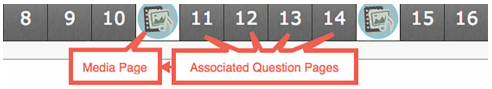 8 9 10 11 12 13 14 15 16
Media Page Associated Question Pages